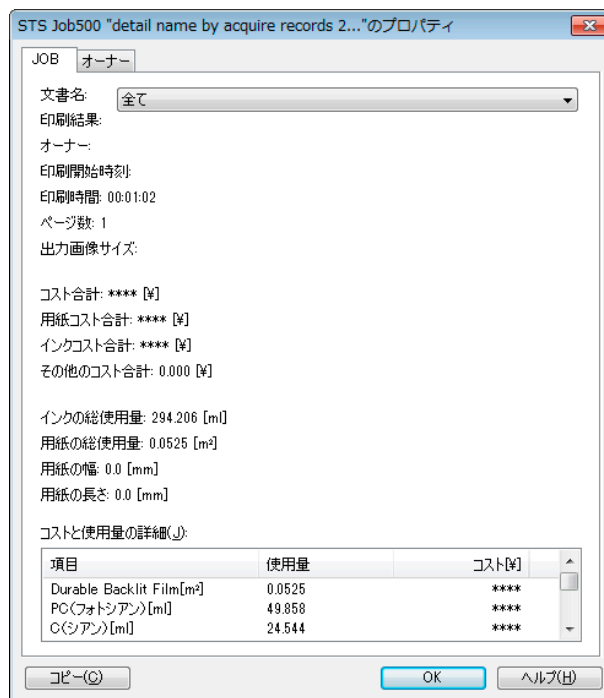 STS Job500 "detail name by acquire records 2..."のプロパティ
JOB オーナー
文書名: 全て
印刷結果:
オーナー:
印刷開始時刻:
印刷時間: 00:01:02
ページ数: 1
出力画像サイズ:
コスト合計: **** [¥]
用紙コスト合計: **** [¥]
インクコスト合計: **** [¥]
その他のコスト合計: 0.000 [¥]
インクの総使用量: 294.206 [ml]
用紙の総使用量: 0.0525 [m²]
用紙の幅: 0.0 [mm]
用紙の長さ: 0.0 [mm]
コストと使用量の詳細(J):
項目 使用量 コスト[¥]
Durable Backlit Film[m²] 0.0525 ****
PC(フォトシアン)[ml] 49.858 ****
C(シアン)[ml] 24.544 ****
コピー(C) OK ヘルプ(H)